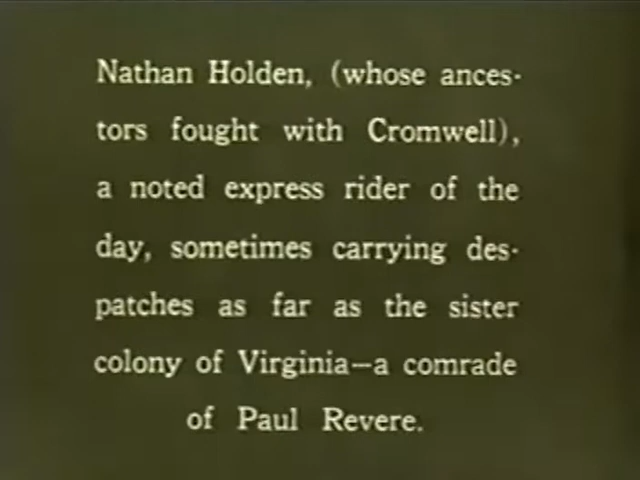 Nathan Holden, (whose ances-
tors fought with Cromwell),
a noted express rider of the
day, sometimes carrying des-
patches as far as the sister
colony of Virginia—a comrade
of Paul Revere.